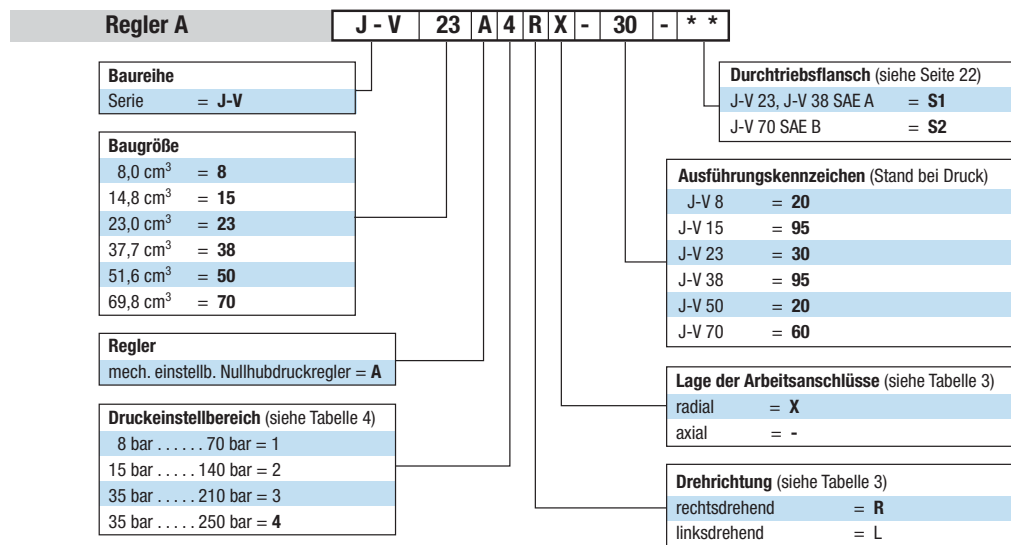 Regler A
J - V 23 A 4 R X - 30 - * *
Baureihe
Serie = J-V
Baugröße
8,0 cm³ = 8
14,8 cm³ = 15
23,0 cm³ = 23
37,7 cm³ = 38
51,6 cm³ = 50
69,8 cm³ = 70
Regler
mech. einstellb. Nullhubdruckregler = A
Druckeinstellbereich (siehe Tabelle 4)
8 bar . . . . . . 70 bar = 1
15 bar . . . . . 140 bar = 2
35 bar . . . . . 210 bar = 3
35 bar . . . . . 250 bar = 4
Durchtriebsflansch (siehe Seite 22)
J-V 23, J-V 38 SAE A = S1
J-V 70 SAE B = S2
Ausführungskennzeichen (Stand bei Druck)
J-V 8 = 20
J-V 15 = 95
J-V 23 = 30
J-V 38 = 95
J-V 50 = 20
J-V 70 = 60
Lage der Arbeitsanschlüsse (siehe Tabelle 3)
radial = X
axial = -
Drehrichtung (siehe Tabelle 3)
rechtsdrehend = R
linksdrehend = L